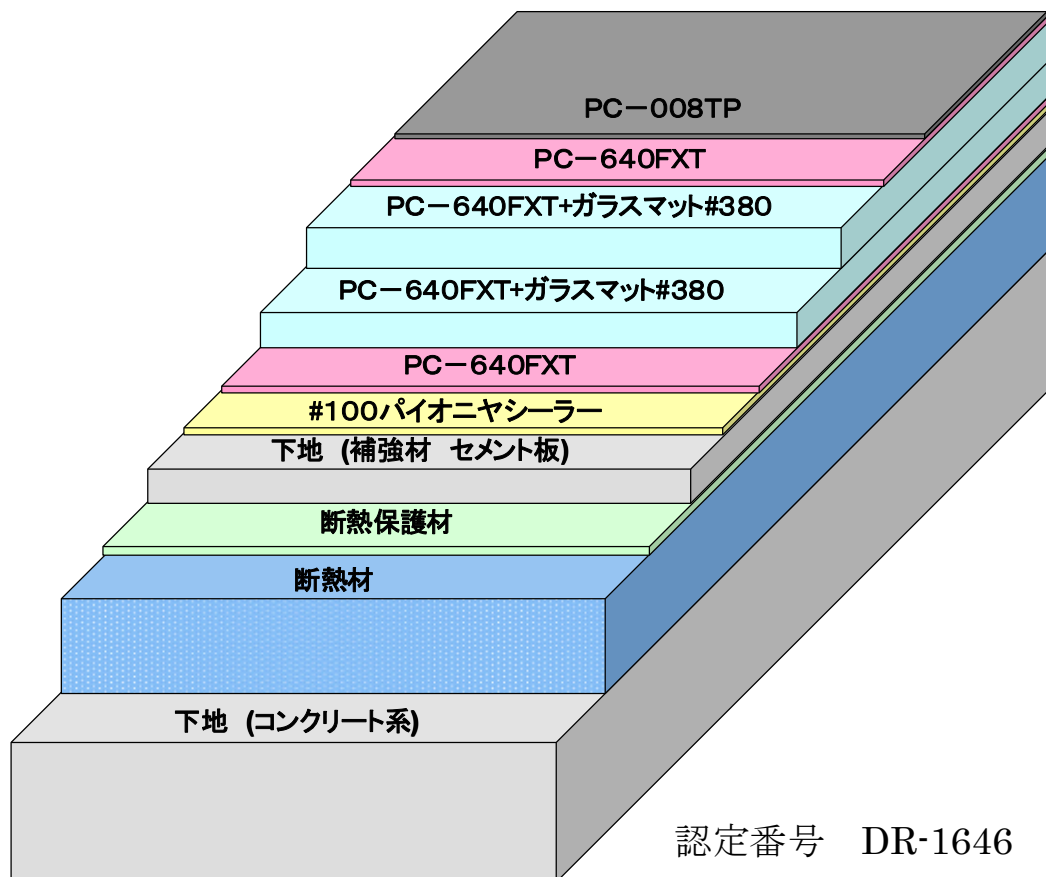 PC－008TP
PC－640FXT
PC－640FXT+ガラスマット#380
PC－640FXT+ガラスマット#380
PC－640FXT
#100パイオニヤシーラー
下地 (補強材　セメント板)
断熱保護材
断熱材
下地 (コンクリート系)
認定番号　DR-1646